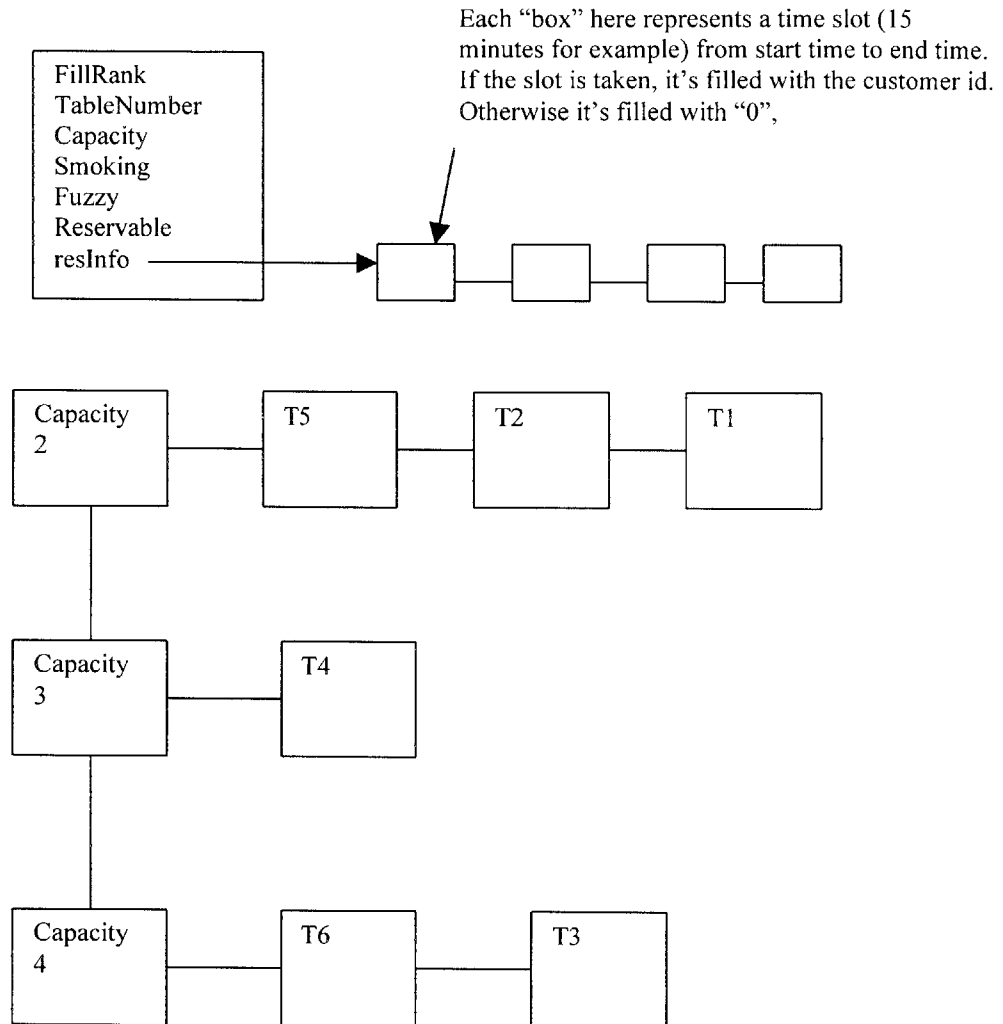 Each “box” here represents a time slot (15
minutes for example) from start time to end time.
If the slot is taken, it's filled with the customer id.
Otherwise it's filled with “0”,
FillRank
TableNumber
Capacity
Smoking
Fuzzy
Reservable
resInfo
Capacity
2
T5
T2
T1
Capacity
3
T4
Capacity
4
T6
T3